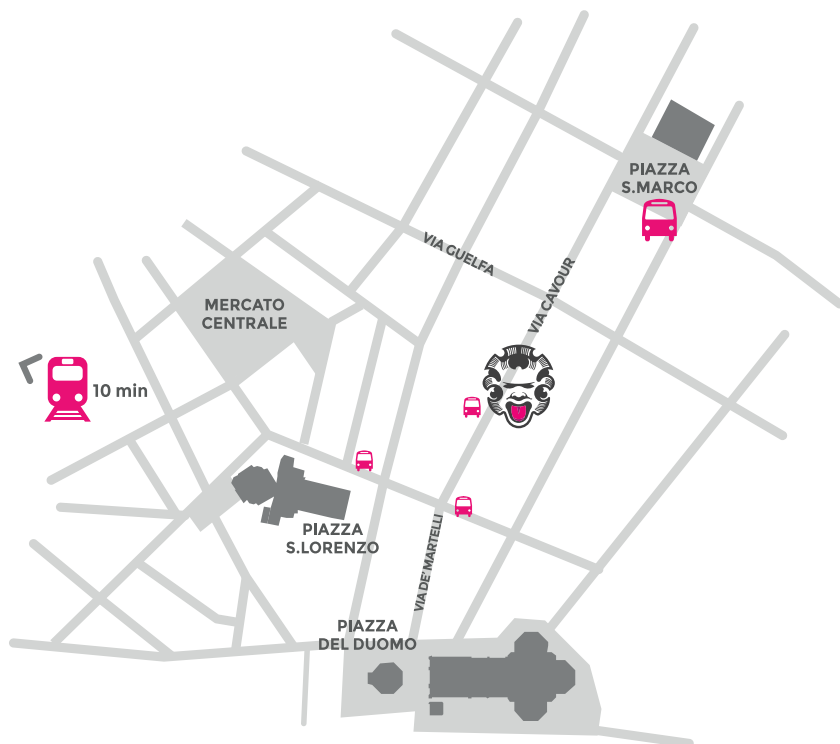 PIAZZA
S.MARCO
VIA GUELFA
VIA CAVOUR
MERCATO
CENTRALE
10 min
PIAZZA
S.LORENZO
VIA DE' MARTELLI
PIAZZA
DEL DUOMO